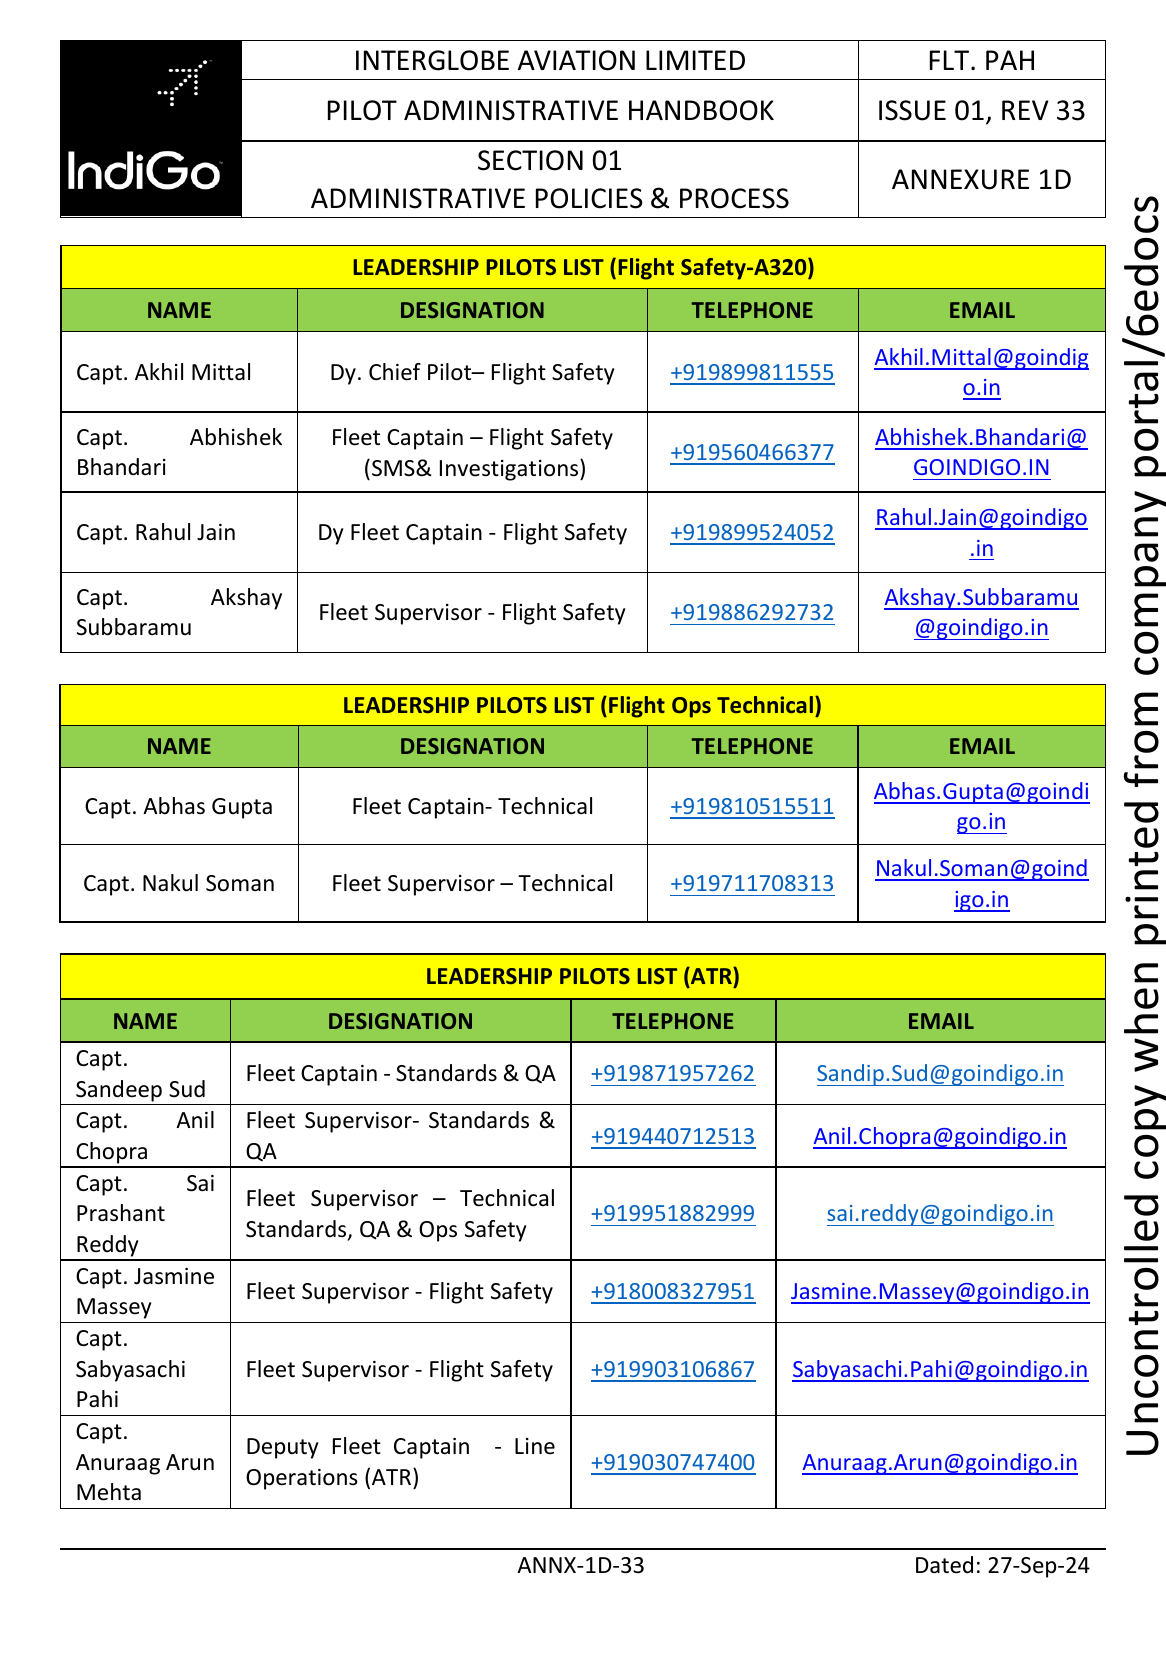 IndiGo
INTERGLOBE AVIATION LIMITED
FLT. PAH
PILOT ADMINISTRATIVE HANDBOOK
ISSUE 01, REV 33
SECTION 01
ADMINISTRATIVE POLICIES & PROCESS
ANNEXURE 1D
LEADERSHIP PILOTS LIST (Flight Safety-A320)
NAME DESIGNATION TELEPHONE EMAIL
Capt. Akhil Mittal
Dy. Chief Pilot– Flight Safety
+919899811555
Akhil.Mittal@goindig
o.in
Capt. Abhishek
Bhandari
Fleet Captain – Flight Safety
(SMS& Investigations)
+919560466377
Abhishek.Bhandari@
GOINDIGO.IN
Capt. Rahul Jain
Dy Fleet Captain - Flight Safety
+919899524052
Rahul.Jain@goindigo
.in
Capt. Akshay
Subbaramu
Fleet Supervisor - Flight Safety
+919886292732
Akshay.Subbaramu
@goindigo.in
LEADERSHIP PILOTS LIST (Flight Ops Technical)
NAME DESIGNATION TELEPHONE EMAIL
Capt. Abhas Gupta
Fleet Captain- Technical
+919810515511
Abhas.Gupta@goindi
go.in
Capt. Nakul Soman
Fleet Supervisor – Technical
+919711708313
Nakul.Soman@goind
igo.in
LEADERSHIP PILOTS LIST (ATR)
NAME DESIGNATION TELEPHONE EMAIL
Capt.
Sandeep Sud
Fleet Captain - Standards & QA
+919871957262
Sandip.Sud@goindigo.in
Capt. Anil
Chopra
Fleet Supervisor- Standards &
QA
+919440712513
Anil.Chopra@goindigo.in
Capt. Sai
Prashant
Reddy
Fleet Supervisor – Technical
Standards, QA & Ops Safety
+919951882999
sai.reddy@goindigo.in
Capt. Jasmine
Massey
Fleet Supervisor - Flight Safety
+918008327951
Jasmine.Massey@goindigo.in
Capt.
Sabyasachi
Pahi
Fleet Supervisor - Flight Safety
+919903106867
Sabyasachi.Pahi@goindigo.in
Capt.
Anuraag Arun
Mehta
Deputy Fleet Captain - Line
Operations (ATR)
+919030747400
Anuraag.Arun@goindigo.in
ANNX-1D-33
Dated: 27-Sep-24
Uncontrolled copy when printed from company portal/6edocs